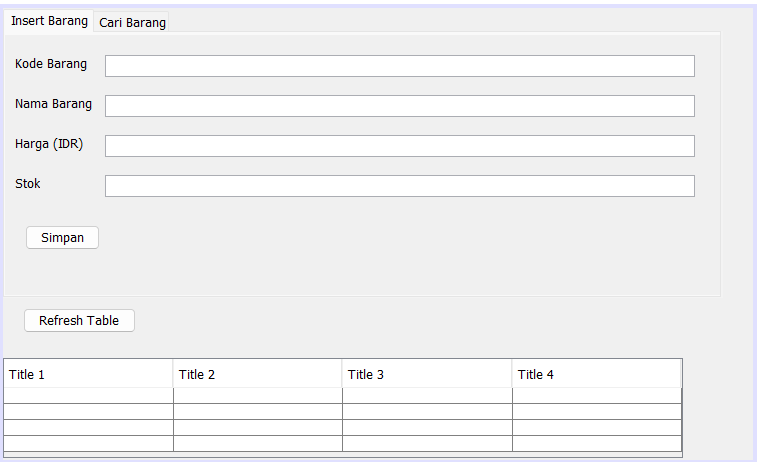 Insert Barang Cari Barang
Kode Barang
Nama Barang
Harga (IDR)
Stok
Simpan
Refresh Table
Title 1 Title 2 Title 3 Title 4